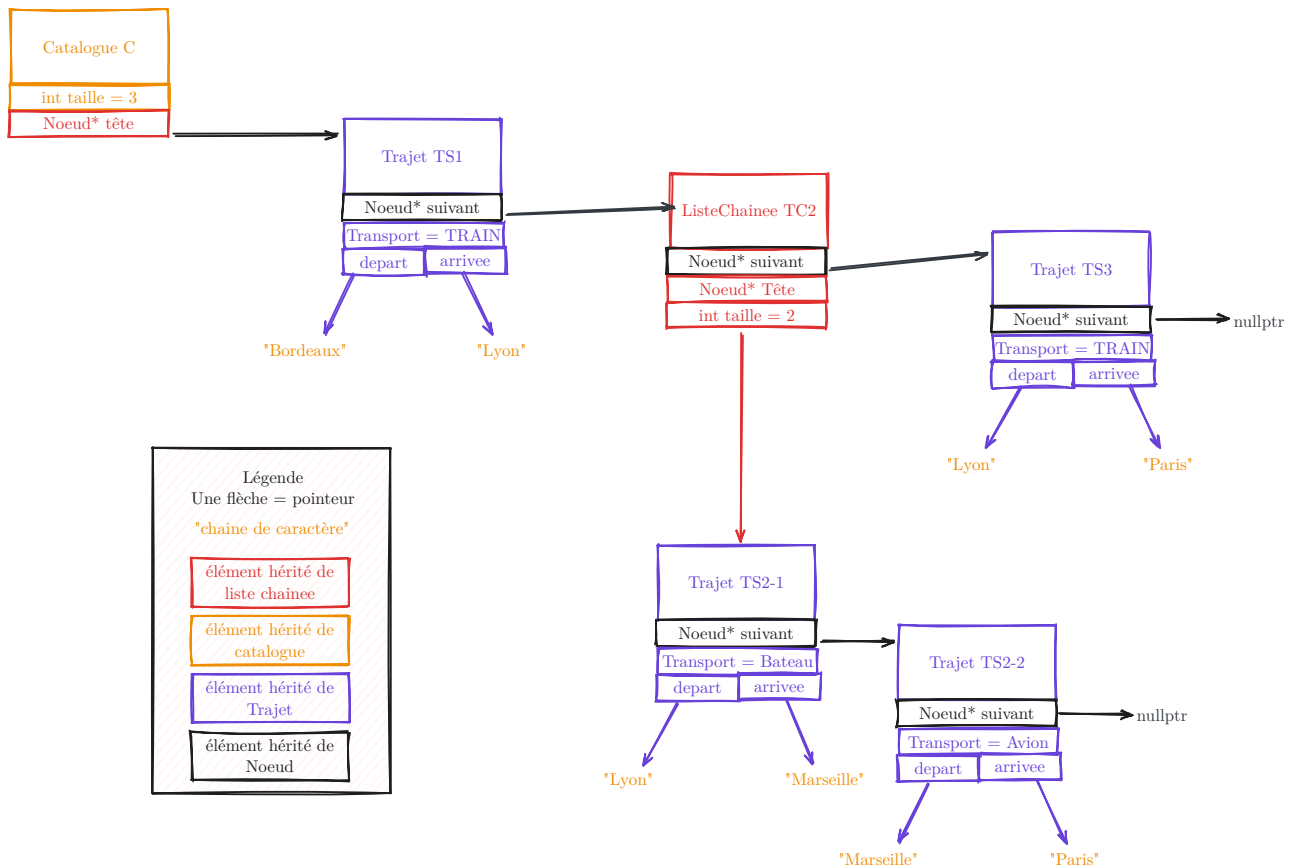 Catalogue C
int taille = 3
Noeud* tête
Trajet TS1
Noeud* suivant
Transport = TRAIN
depart
arrivee
"Bordeaux"
"Lyon"
ListeChainee TC2
Noeud* suivant
Noeud* Tête
int taille = 2
Trajet TS3
Noeud* suivant
nullptr
Transport = TRAIN
depart
arrivee
"Lyon"
"Paris"
Légende
Une flèche = pointeur
"chaine de caractère"
élément hérité de
liste chainee
élément hérité de
catalogue
élément hérité de
Trajet
élément hérité de
Noeud
Trajet TS2-1
Noeud* suivant
Transport = Bateau
depart
arrivee
"Lyon"
"Marseille"
Trajet TS2-2
Noeud* suivant
nullptr
Transport = Avion
depart
arrivee
"Marseille"
"Paris"